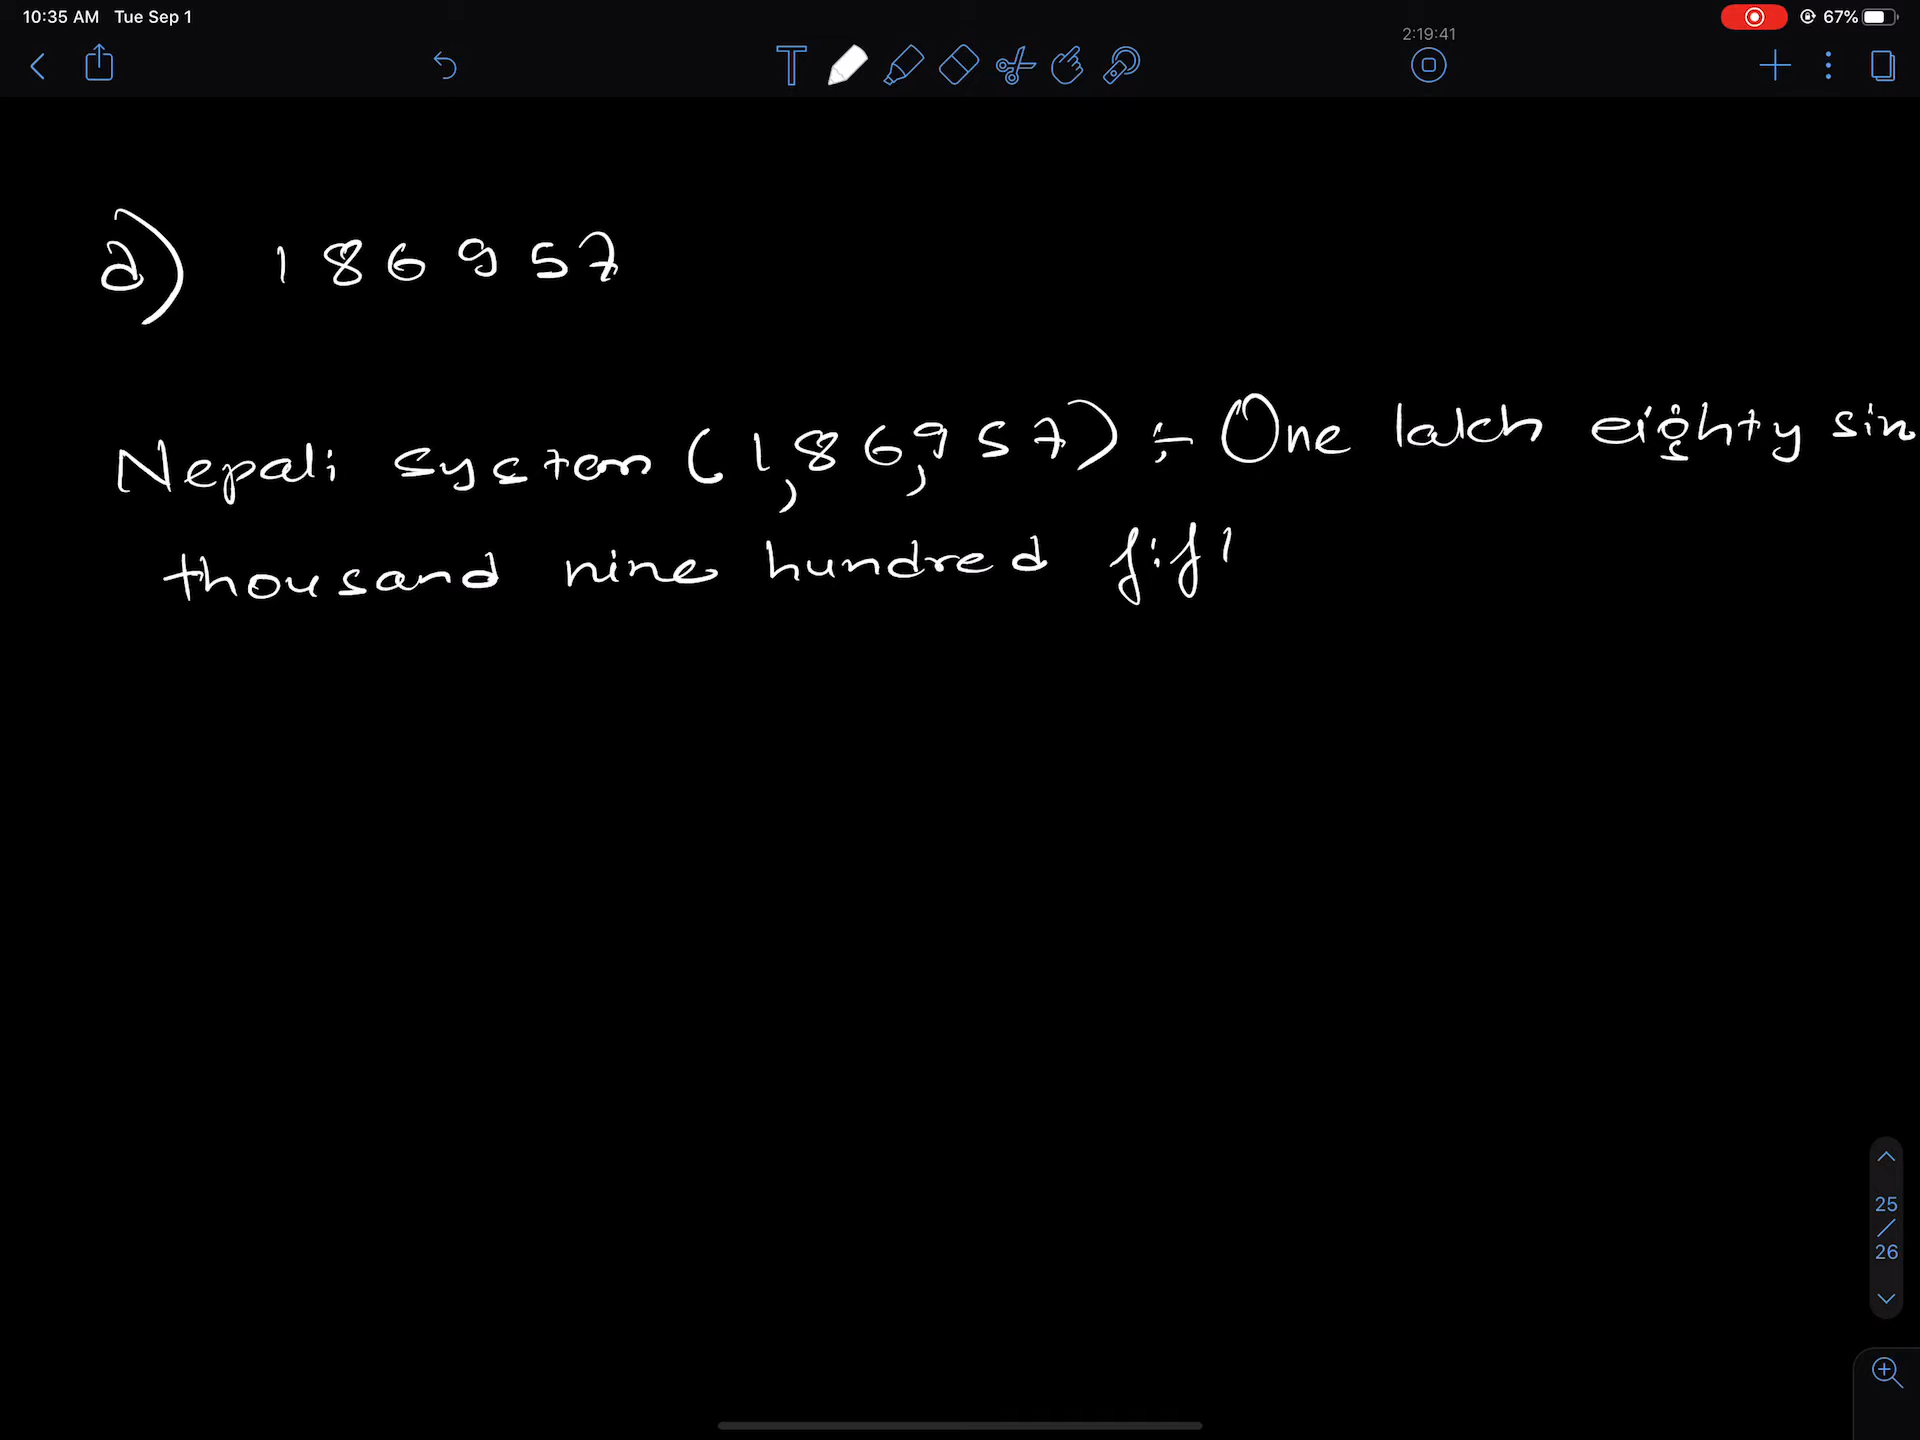 10:35 AM Tue Sep 1
67%
2:19:41
a) 186957
Nepali system (1,86,957) :- One lakh eighty six
thousand nine hundred fif
25
/
26